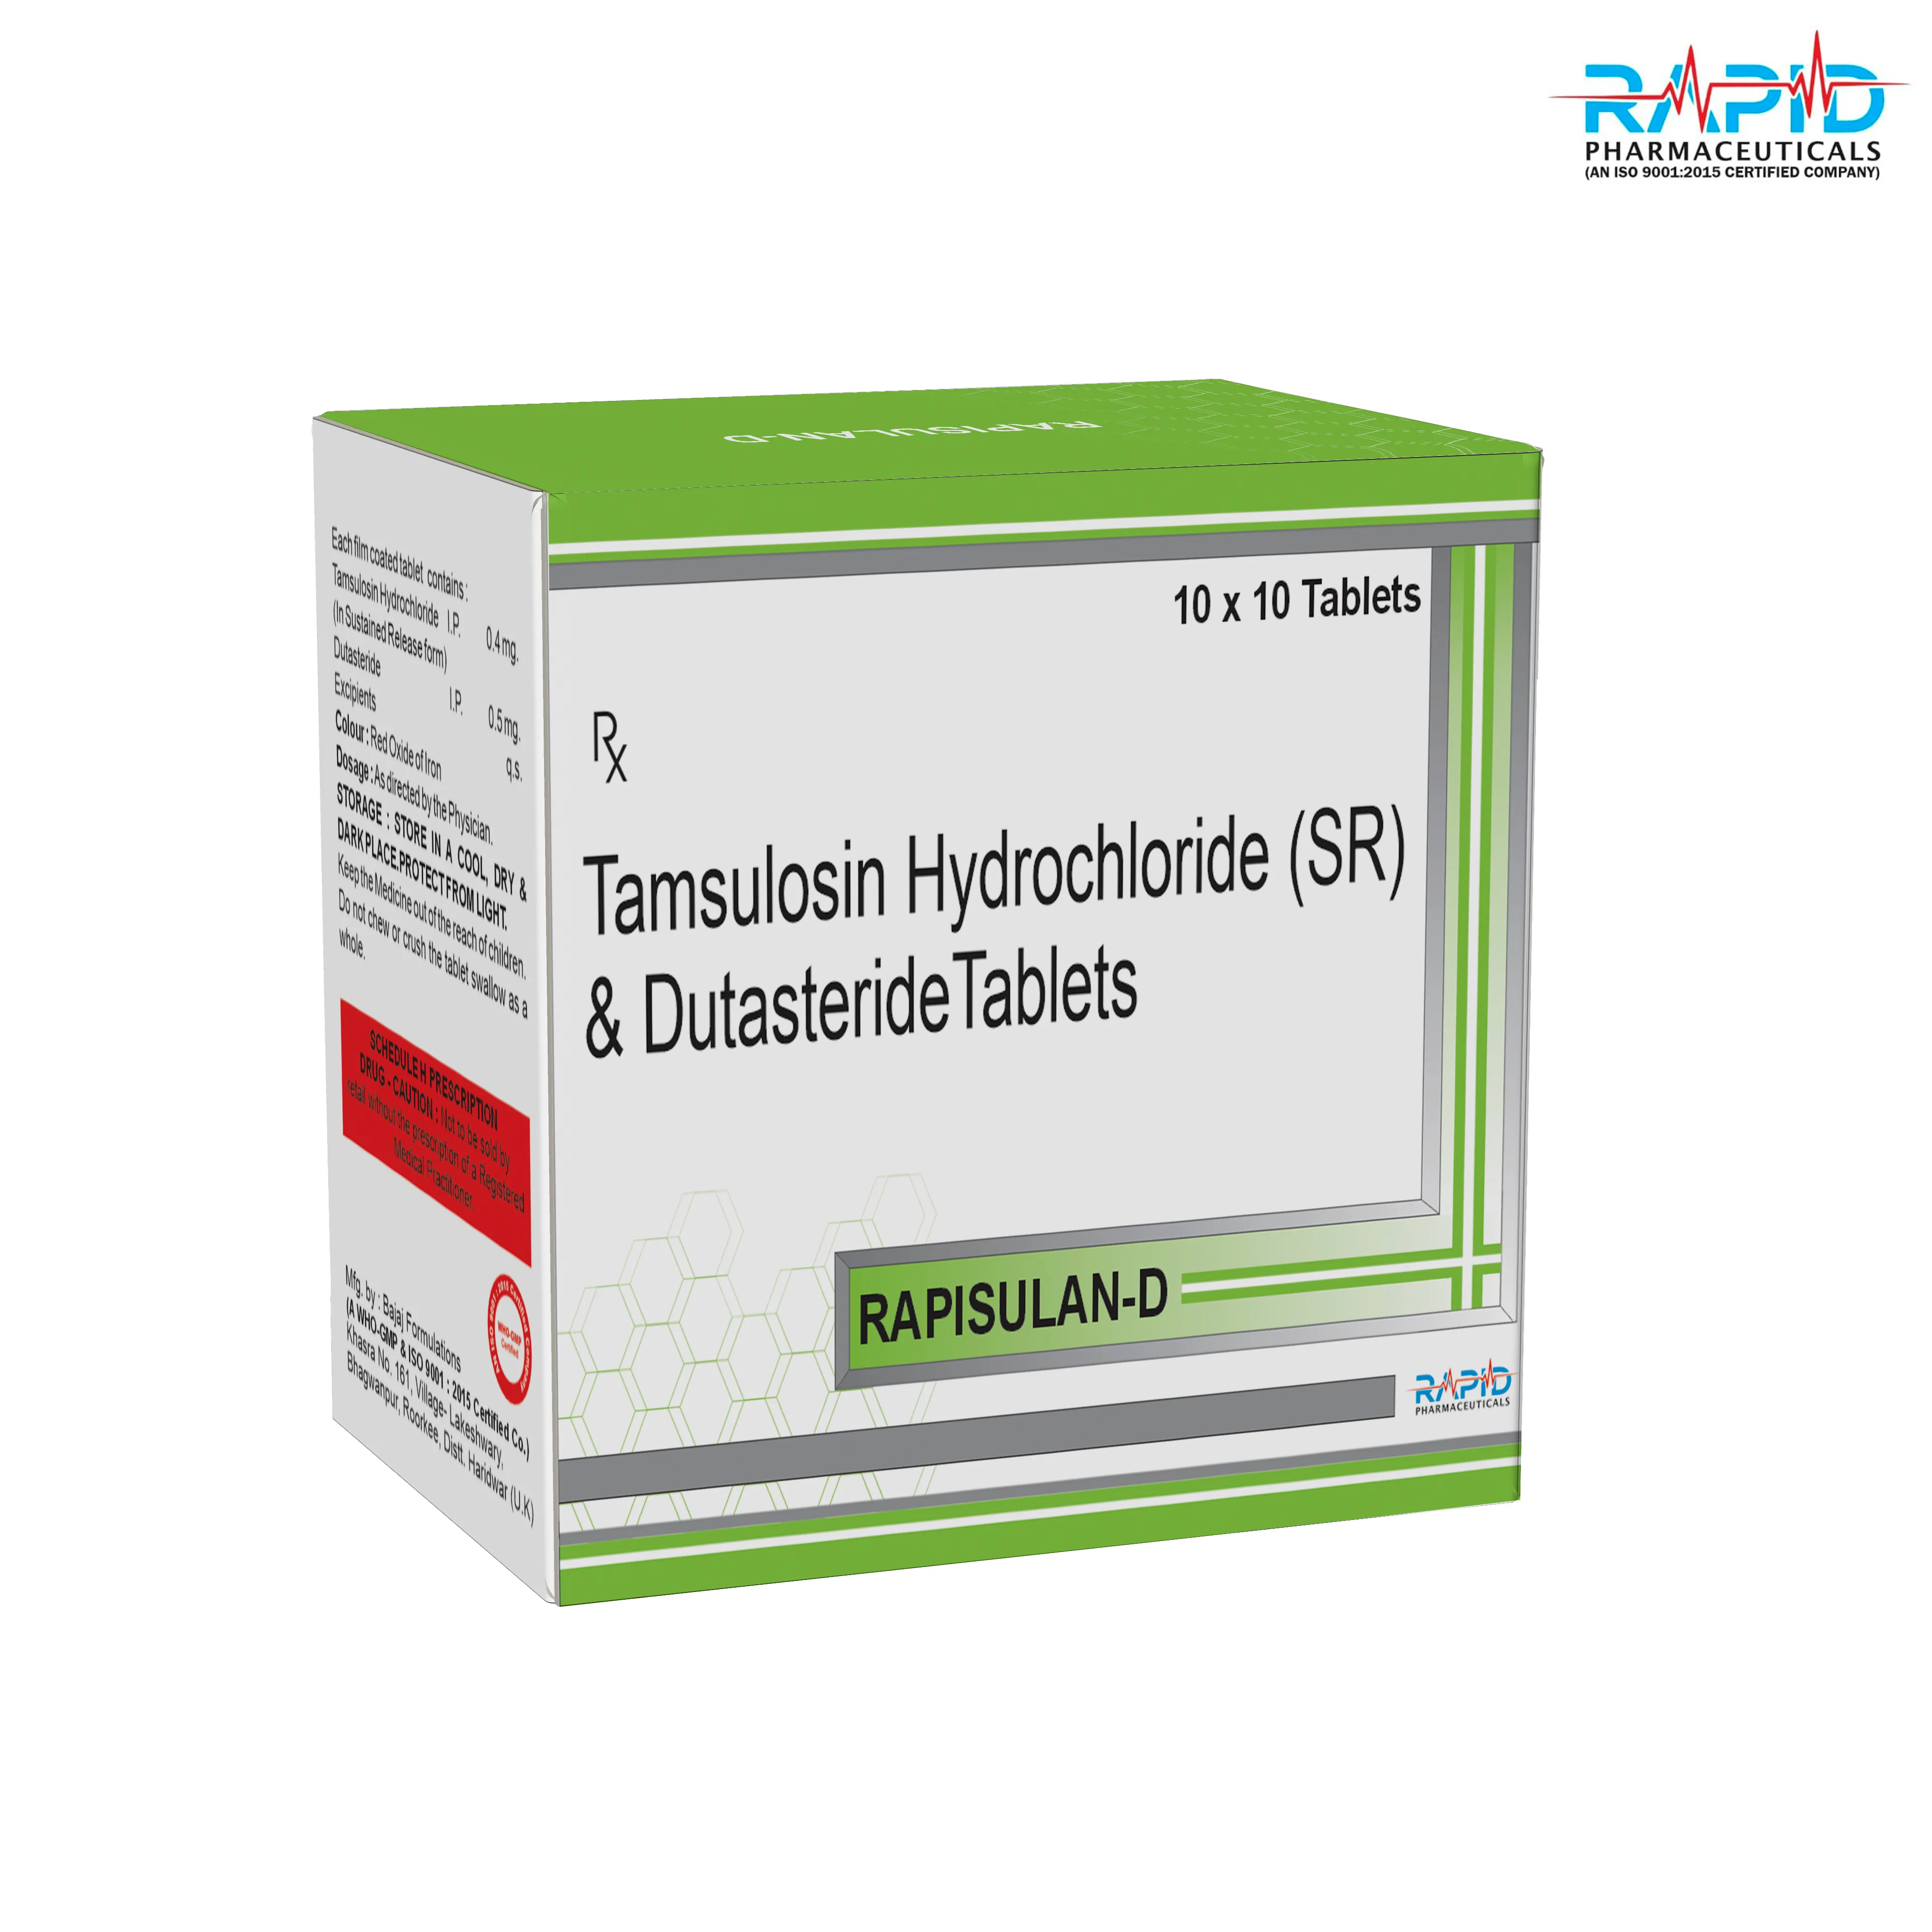 RAPID
PHARMACEUTICALS
(AN ISO 9001:2015 CERTIFIED COMPANY)
RAPISULAN-D
10 x 10 Tablets
Rx
Tamsulosin Hydrochloride (SR)
& Dutasteride Tablets
RAPISULAN-D
RAPID
PHARMACEUTICALS
Each film coated tablet contains :
Tamsulosin Hydrochloride I.P. 0.4 mg.
(In Sustained Release form)
Dutasteride I.P. 0.5 mg.
Excipients q.s.
Colour : Red Oxide of Iron
Dosage : As directed by the Physician.
STORAGE : STORE IN A COOL, DRY &
DARK PLACE.PROTECT FROM LIGHT.
Keep the Medicine out of the reach of children.
Do not chew or crush the tablet swallow as a
whole.
SCHEDULE H PRESCRIPTION
DRUG - CAUTION : Not to be sold by
retail without the prescription of a Registered
Medical Practitioner.
Mfg. by : Bajaj Formulations
(A WHO-GMP & ISO 9001 : 2015 Certified Co.)
Khasra No. 161, Village- Lakeshwary,
Bhagwanpur, Roorkee, Distt. Haridwar (U.K)
WHO-GMP
Certified